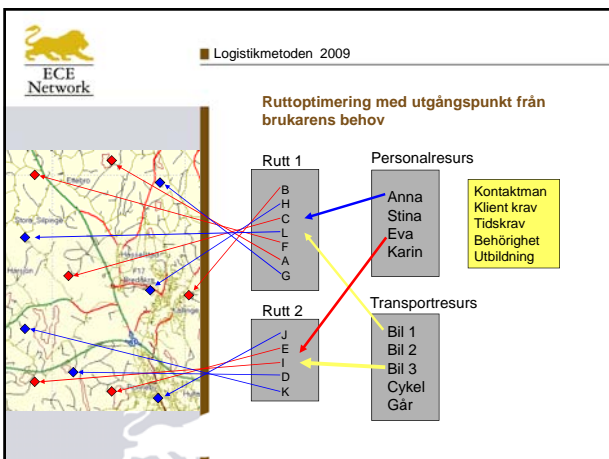 ECE
Network
Logistikmetoden 2009
Ruttoptimering med utgångspunkt från
brukarens behov
Rutt 1
B
H
C
L
F
A
G
Personalresurs
Anna
Stina
Eva
Karin
Kontaktman
Klient krav
Tidskrav
Behörighet
Utbildning
Rutt 2
J
E
I
D
K
Transportresurs
Bil 1
Bil 2
Bil 3
Cykel
Går
F17